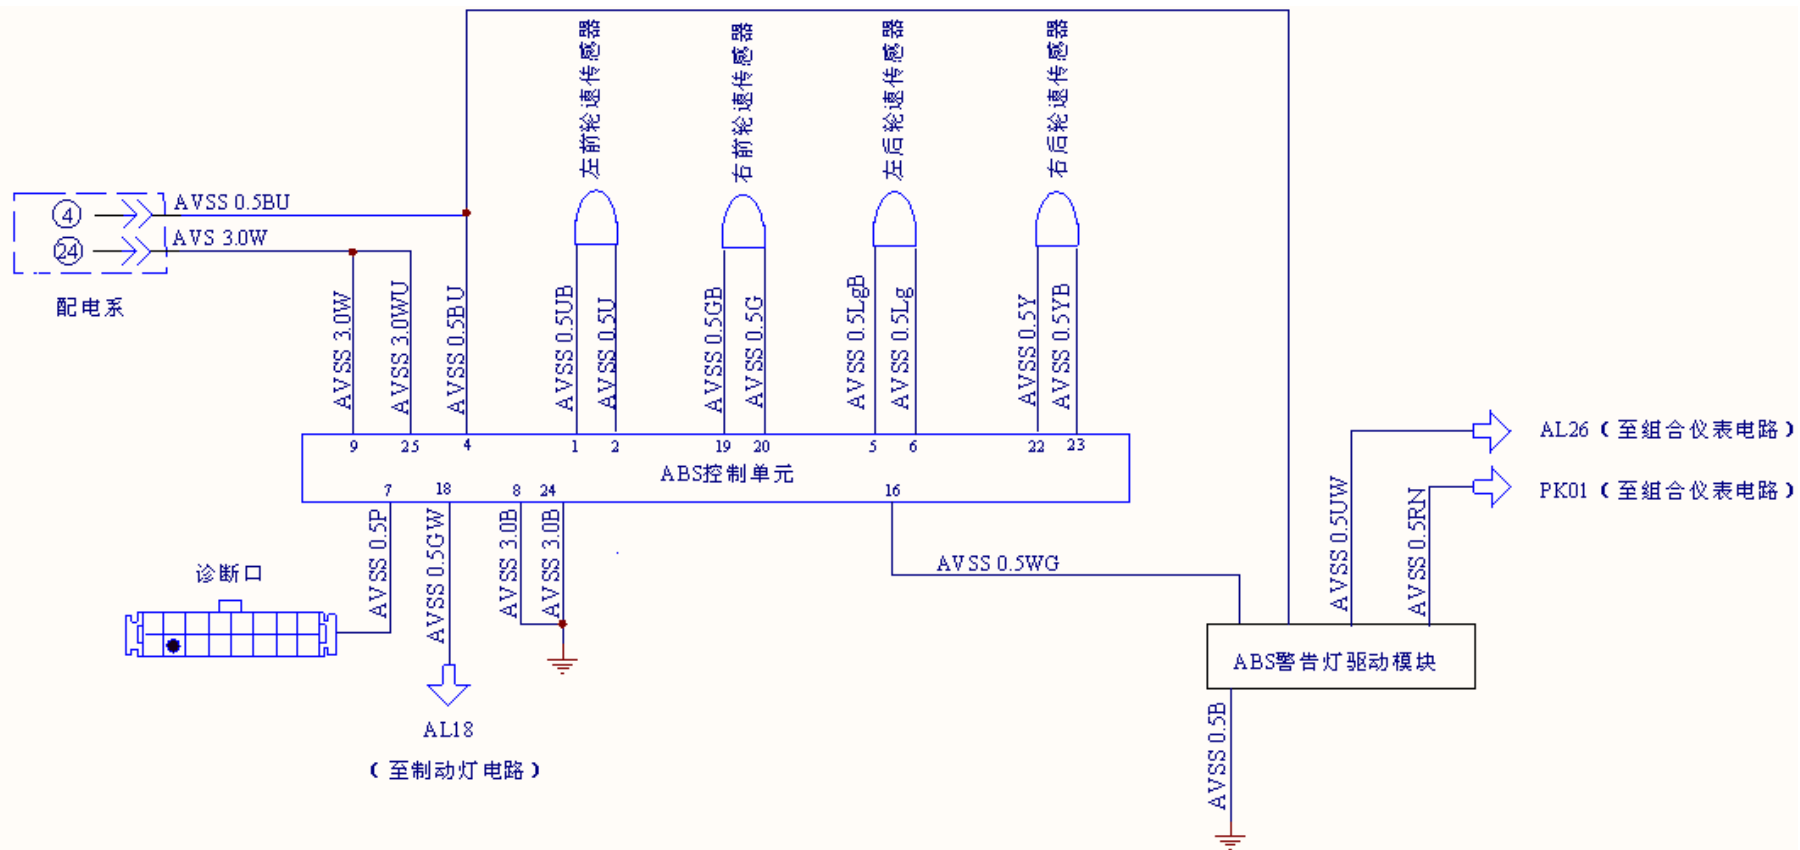 左前轮速传感器
右前轮速传感器
左后轮速传感器
右后轮速传感器
4
AVSS 0.5BU
24
AVS 3.0W
配电系
AVSS 3.0W
AVSS 3.0WU
AVSS 0.5BU
AVSS 0.5UB
AVSS 0.5U
AVSS 0.5GB
AVSS 0.5G
AVSS 0.5LgB
AVSS 0.5Lg
AVSS 0.5Y
AVSS 0.5YB
9
25
4
1
2
19
20
5
6
22
23
ABS控制单元
7
18
8
24
16
AL26（至组合仪表电路）
PK01（至组合仪表电路）
AVSS 0.5P
AVSS 0.5GW
AVSS 3.0B
AVSS 3.0B
AVSS 0.5WG
AVSS 0.5UW
AVSS 0.5RN
诊断口
ABS警告灯驱动模块
AVSS 0.5B
AL18
（至制动灯电路）